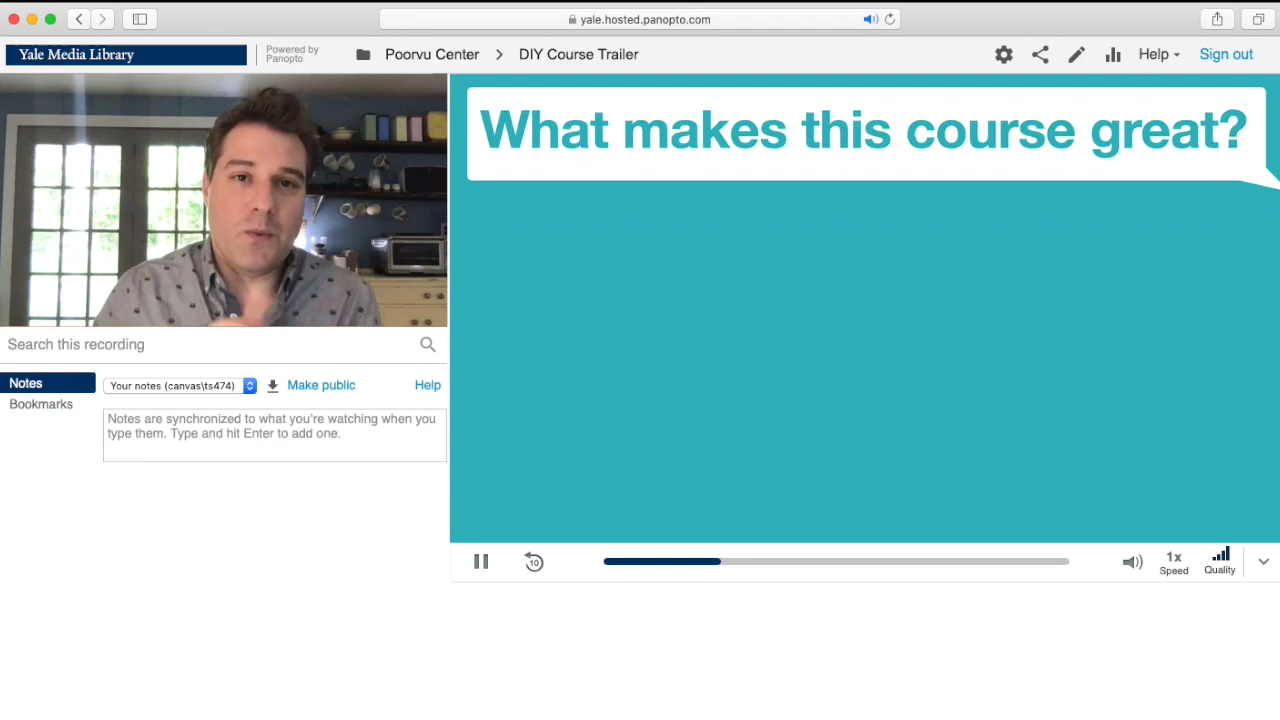 yale.hosted.panopto.com
Yale Media Library
Powered by
Panopto
Poorvu Center > DIY Course Trailer
Help
Sign out
What makes this course great?
Search this recording
Notes
Your notes (canvas\ts474)
Make public
Help
Bookmarks
Notes are synchronized to what you're watching when you
type them. Type and hit Enter to add one.
10
1x
Speed
Quality